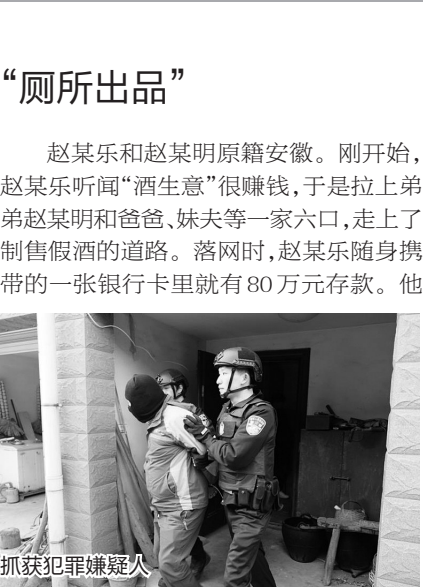 “厕所出品”
赵某乐和赵某明原籍安徽。刚开始,
赵某乐听闻“酒生意”很赚钱,于是拉上弟
弟赵某明和爸爸、妹夫等一家六口,走上了
制售假酒的道路。落网时,赵某乐随身携
带的一张银行卡里就有80万元存款。他
抓获犯罪嫌疑人